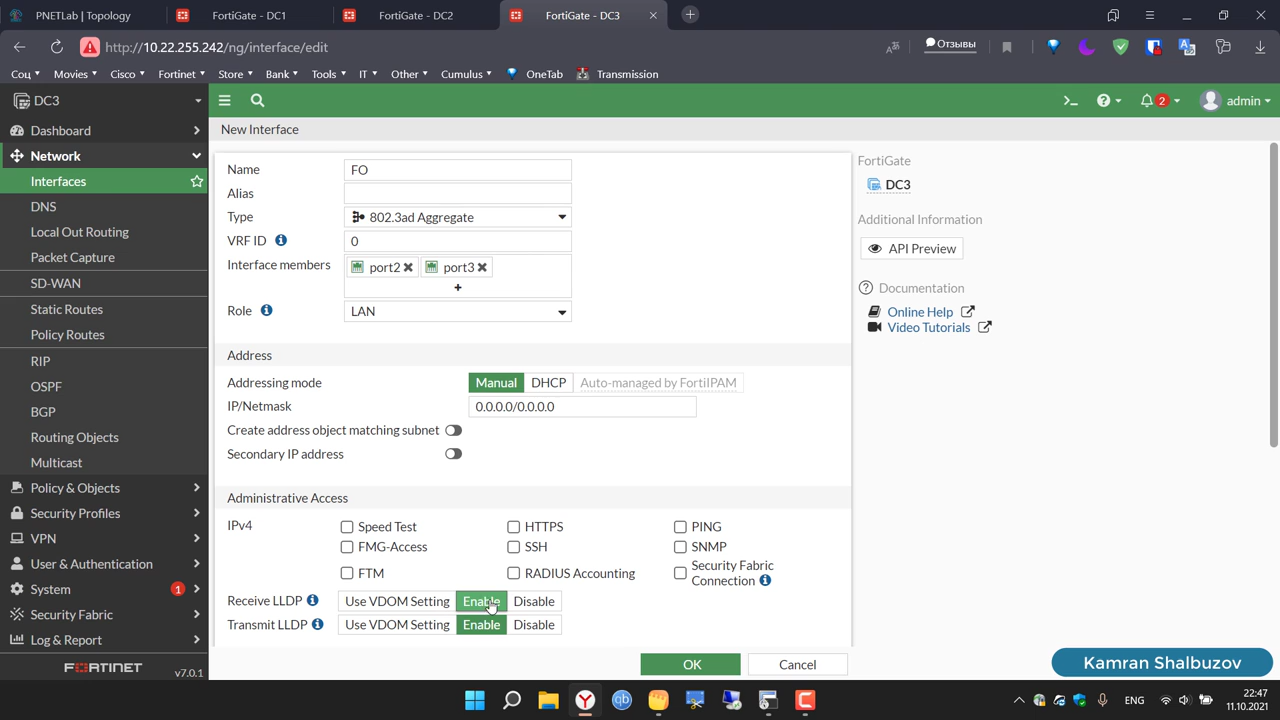 PNETLab | Topology
FortiGate - DC1
FortiGate - DC2
FortiGate - DC3
http://10.22.255.242/ng/interface/edit
Отзывы
Соц
Movies
Cisco
Fortinet
Store
Bank
Tools
IT
Other
Cumulus
OneTab
Transmission
DC3
>_
?
2
admin
Dashboard
Network
Interfaces
DNS
Local Out Routing
Packet Capture
SD-WAN
Static Routes
Policy Routes
RIP
OSPF
BGP
Routing Objects
Multicast
Policy & Objects
Security Profiles
VPN
User & Authentication
System 1
Security Fabric
Log & Report
FORTINET
v7.0.1
New Interface
Name FO
Alias
Type 802.3ad Aggregate
VRF ID 0
Interface members port2 port3
+
Role LAN
Address
Addressing mode Manual DHCP Auto-managed by FortiIPAM
IP/Netmask 0.0.0.0/0.0.0.0
Create address object matching subnet
Secondary IP address
Administrative Access
IPv4
Speed Test HTTPS PING
FMG-Access SSH SNMP
FTM RADIUS Accounting Security Fabric
Connection
Receive LLDP Use VDOM Setting Enable Disable
Transmit LLDP Use VDOM Setting Enable Disable
OK Cancel
FortiGate
DC3
Additional Information
API Preview
Documentation
Online Help
Video Tutorials
Kamran Shalbuzov
qb
ENG
22:47
11.10.2021